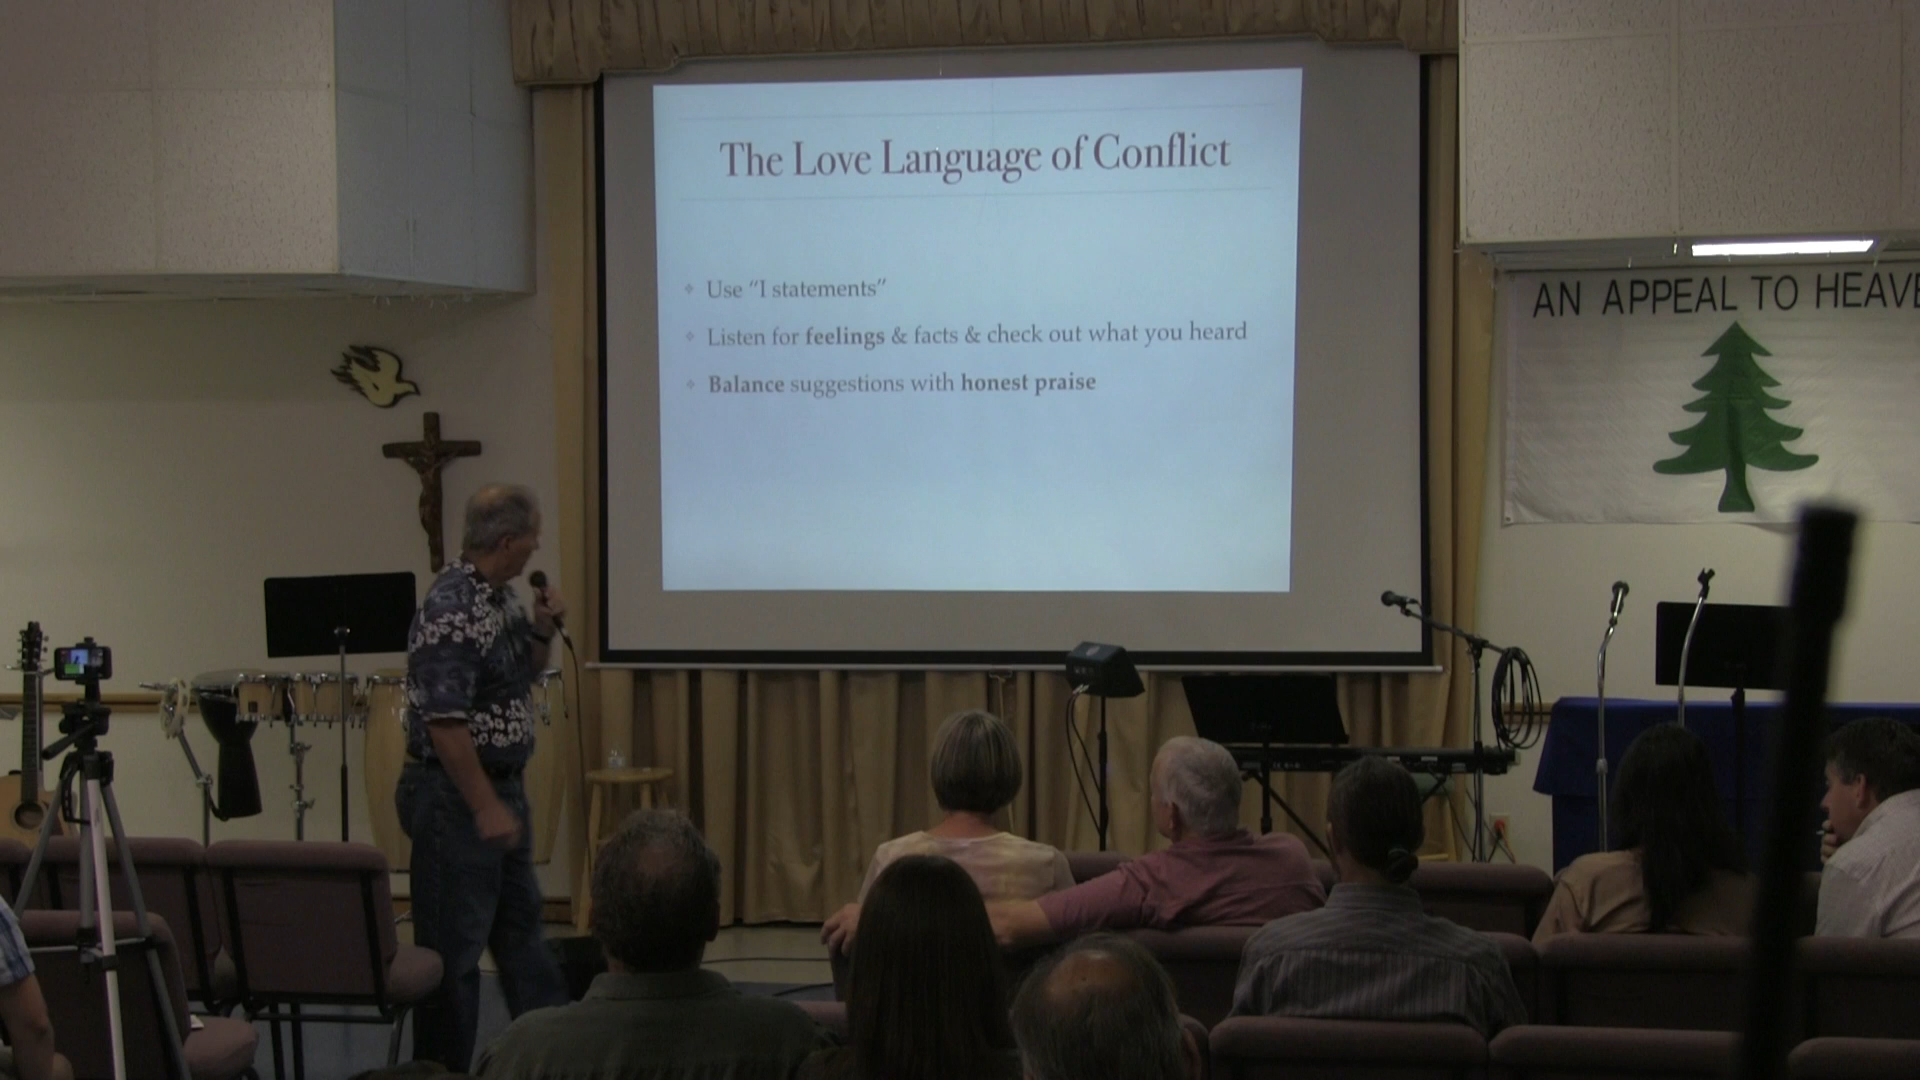 The Love Language of Conflict
Use "I statements"
Listen for feelings & facts & check out what you heard
Balance suggestions with honest praise
AN APPEAL TO HEAVE